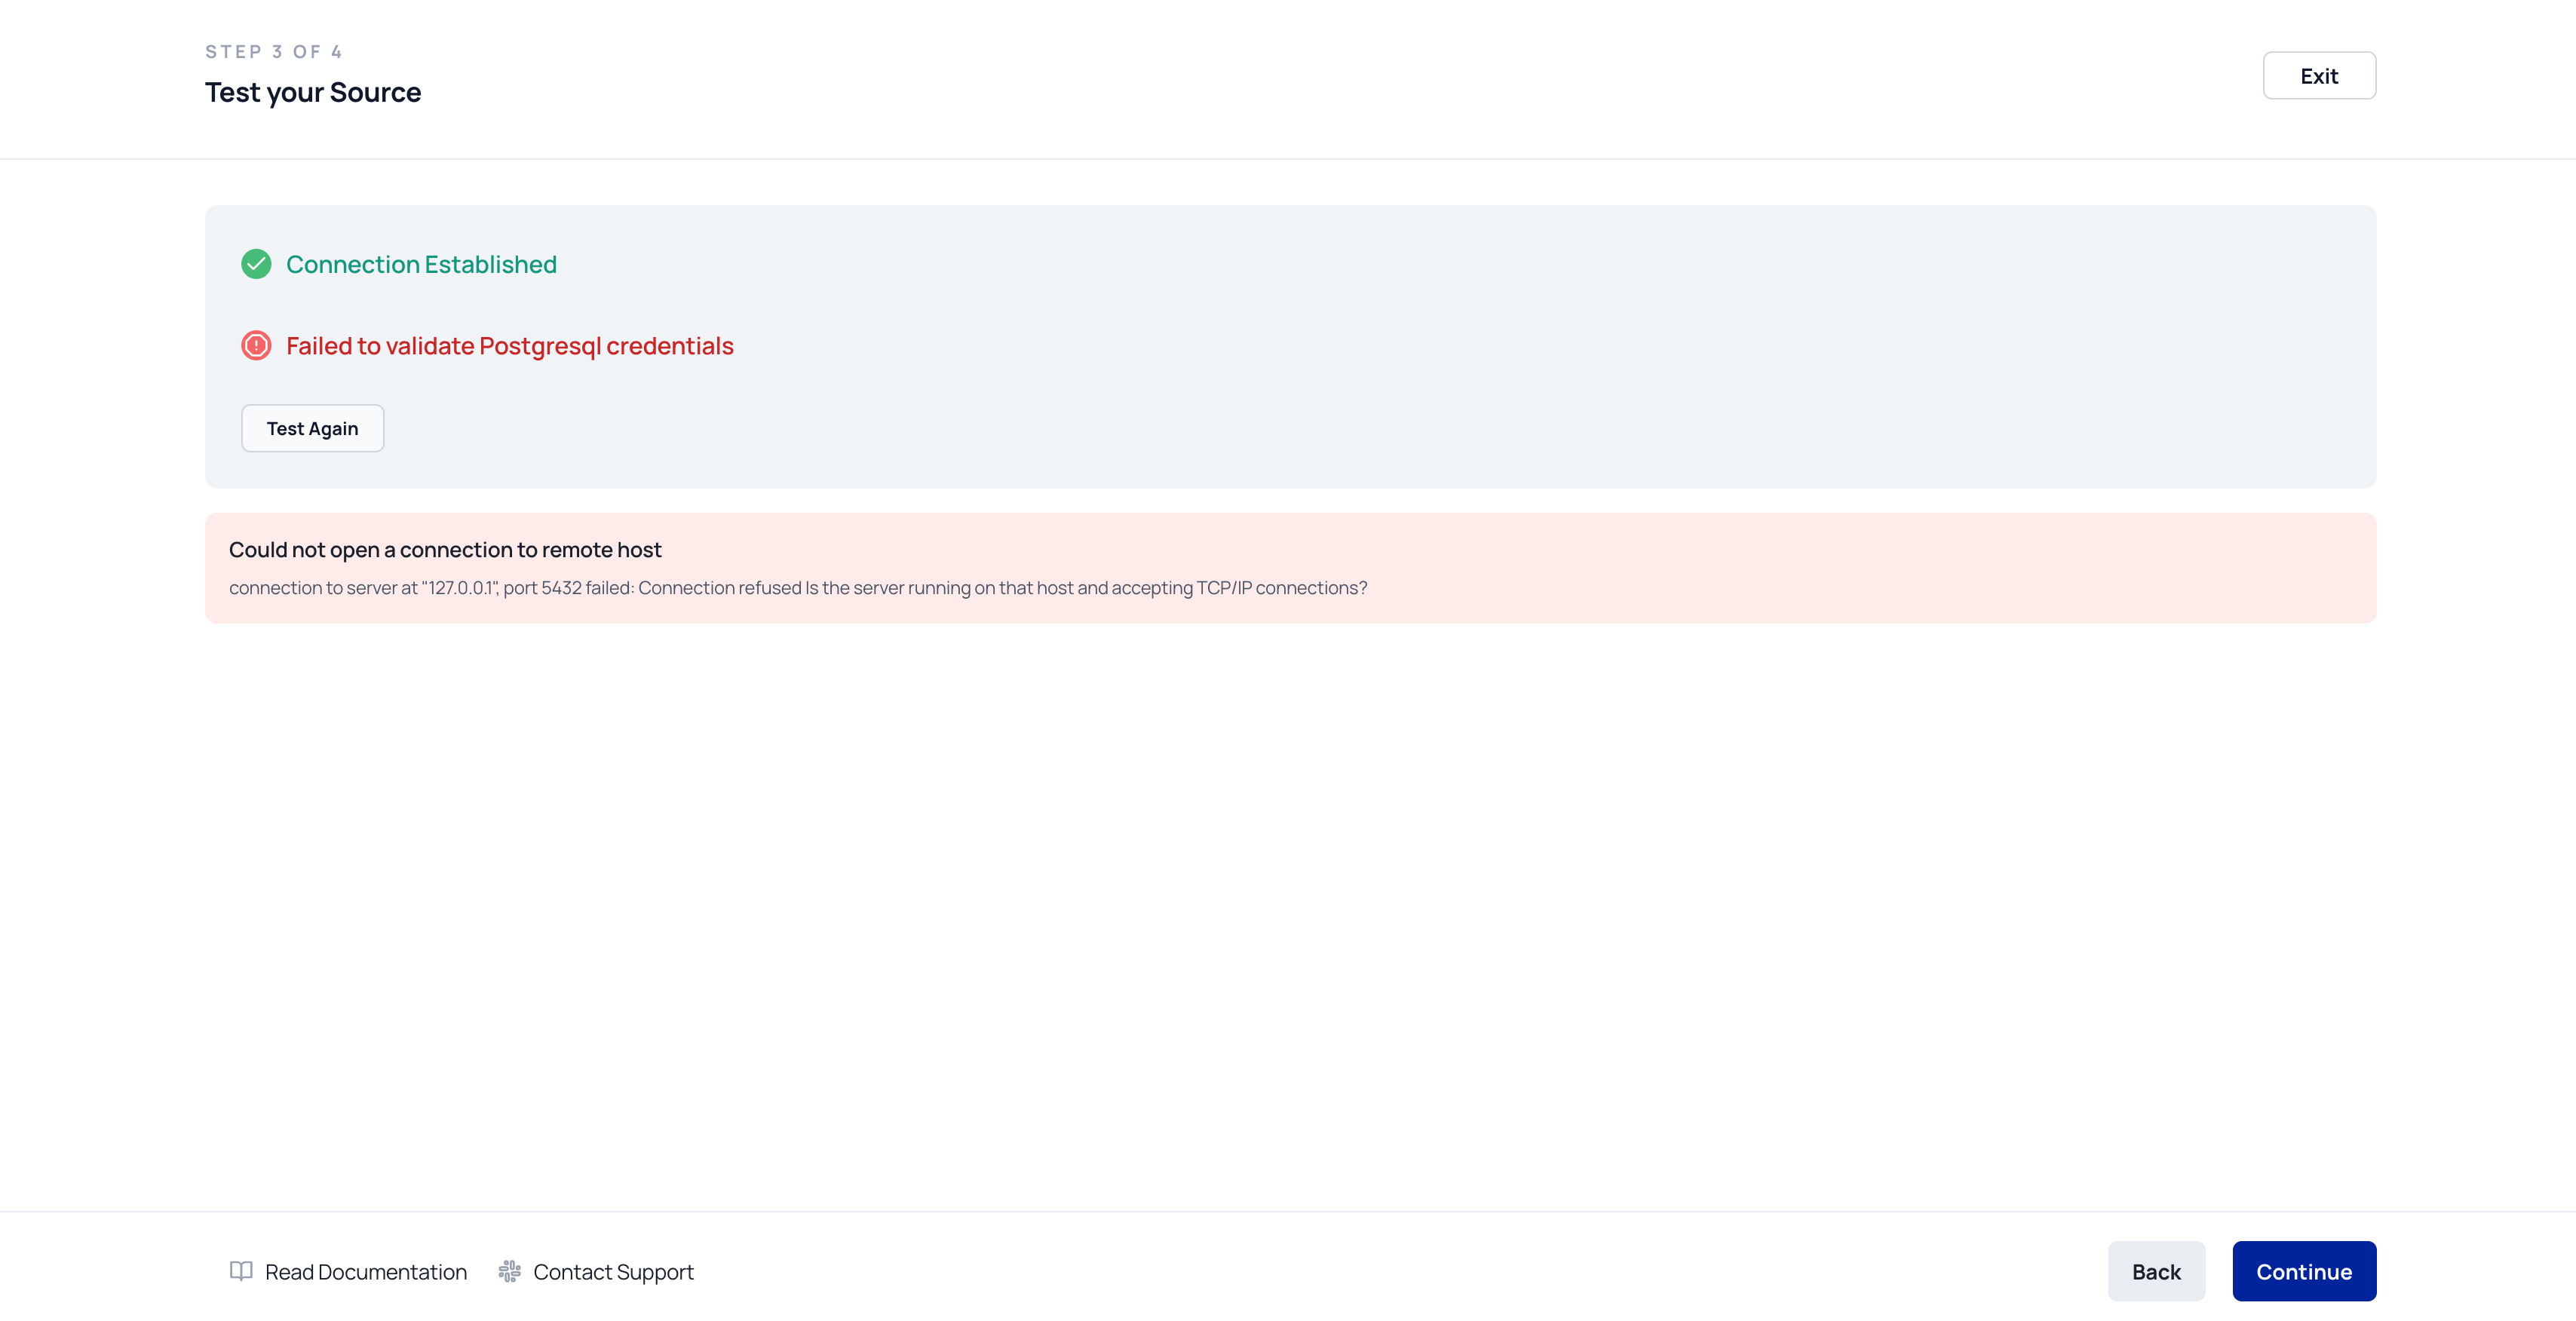 STEP 3 OF 4
Test your Source
Exit
Connection Established
Failed to validate Postgresql credentials
Test Again
Could not open a connection to remote host
connection to server at "127.0.0.1", port 5432 failed: Connection refused Is the server running on that host and accepting TCP/IP connections?
Read Documentation
Contact Support
Back
Continue